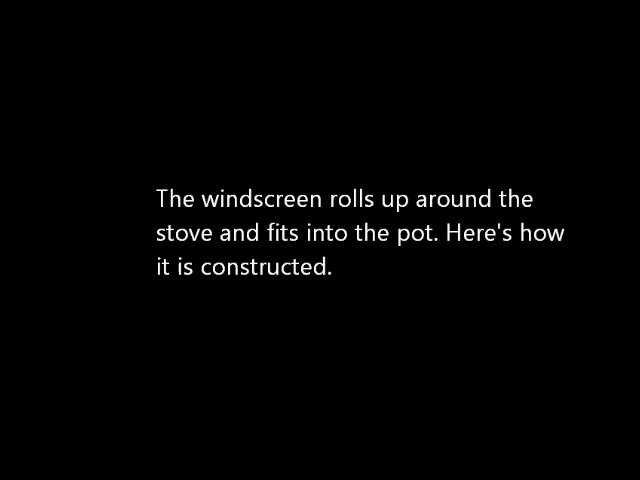 The windscreen rolls up around the
stove and fits into the pot. Here's how
it is constructed.